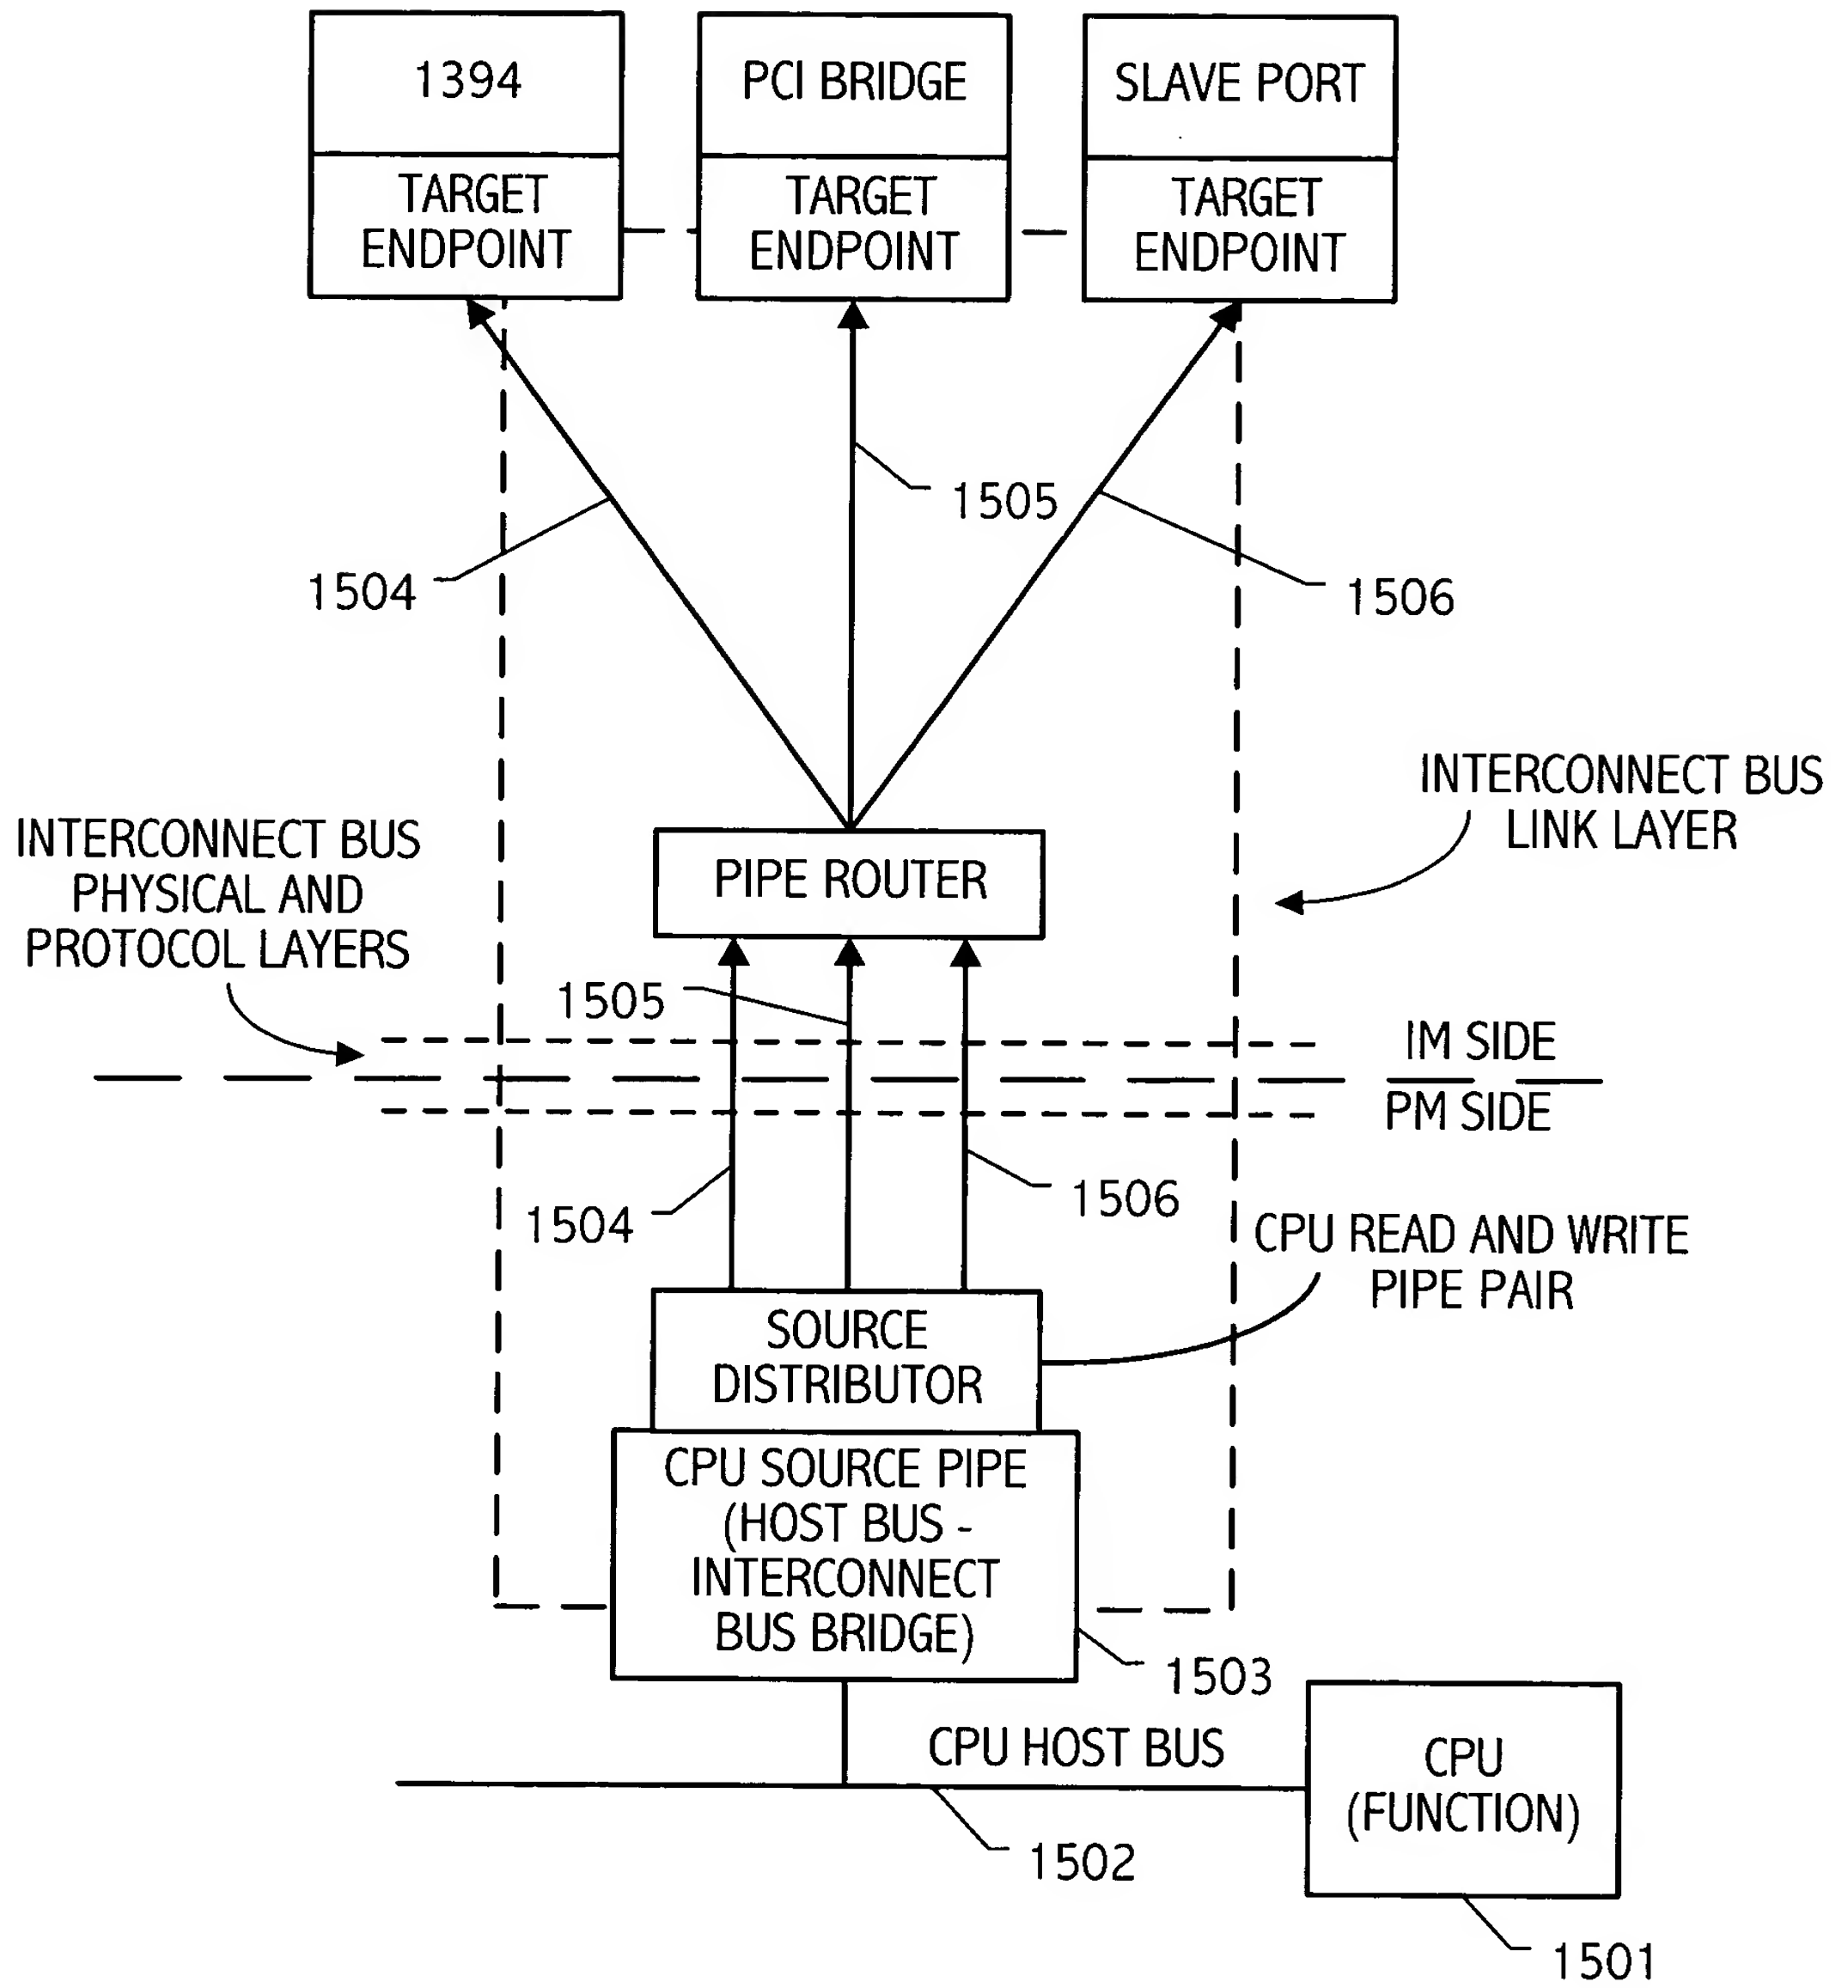 1394
PCI BRIDGE
SLAVE PORT
TARGET
ENDPOINT
TARGET
ENDPOINT
TARGET
ENDPOINT
1505
1504
1506
INTERCONNECT BUS
LINK LAYER
INTERCONNECT BUS
PHYSICAL AND
PROTOCOL LAYERS
PIPE ROUTER
1505
IM SIDE
PM SIDE
1504
1506
CPU READ AND WRITE
PIPE PAIR
SOURCE
DISTRIBUTOR
CPU SOURCE PIPE
(HOST BUS -
INTERCONNECT
BUS BRIDGE)
1503
CPU HOST BUS
CPU
(FUNCTION)
1502
1501